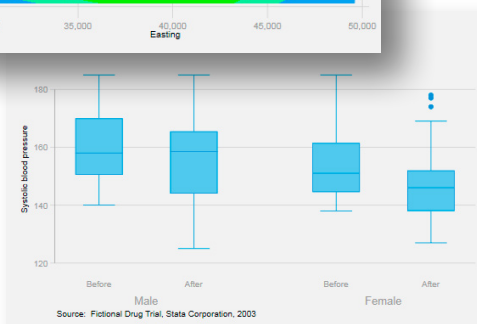 35,000 40,000 45,000 50,000
Easting
Systolic blood pressure
180
160
140
120
Before After Before After
Male Female
Source: Fictional Drug Trial, Stata Corporation, 2003